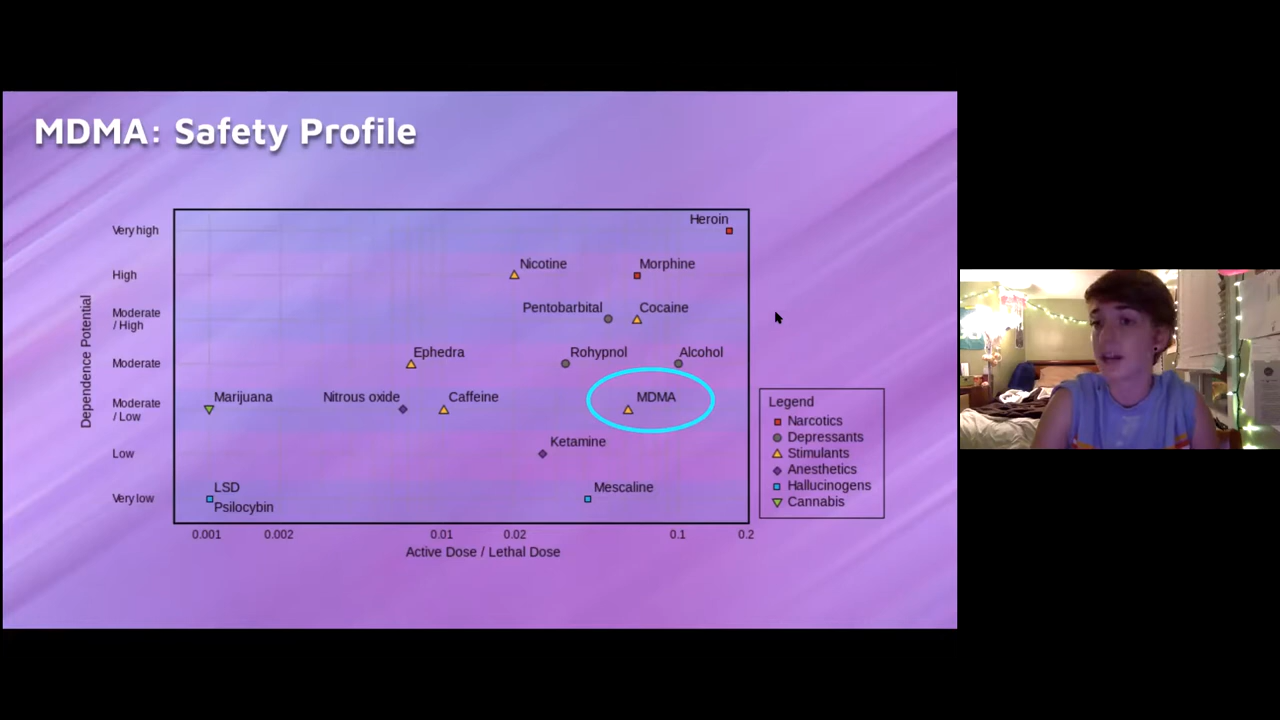 MDMA: Safety Profile
Heroin
Very high
Nicotine
Morphine
High
Pentobarbital
Cocaine
Moderate
/ High
Ephedra
Rohypnol
Alcohol
Moderate
Marijuana
Nitrous oxide
Caffeine
MDMA
Moderate
/ Low
Ketamine
Low
LSD
Mescaline
Very low
Psilocybin
Dependence Potential
0.001
0.002
0.01
0.02
0.1
0.2
Active Dose / Lethal Dose
Legend
Narcotics
Depressants
Stimulants
Anesthetics
Hallucinogens
Cannabis